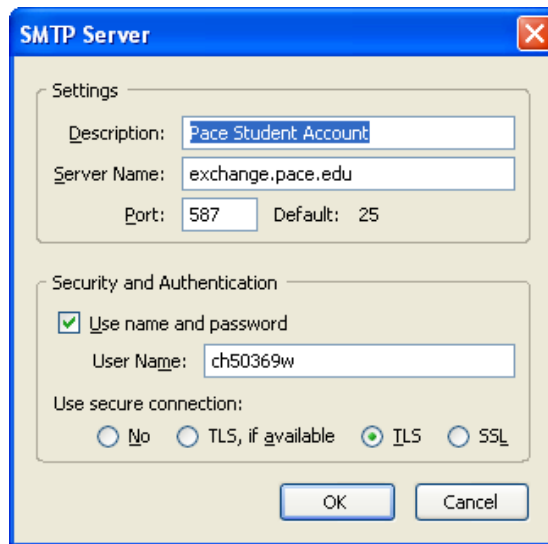 SMTP Server
Settings
Description: Pace Student Account
Server Name: exchange.pace.edu
Port: 587 Default: 25
Security and Authentication
Use name and password
User Name: ch50369w
Use secure connection:
No TLS, if available TLS SSL
OK Cancel